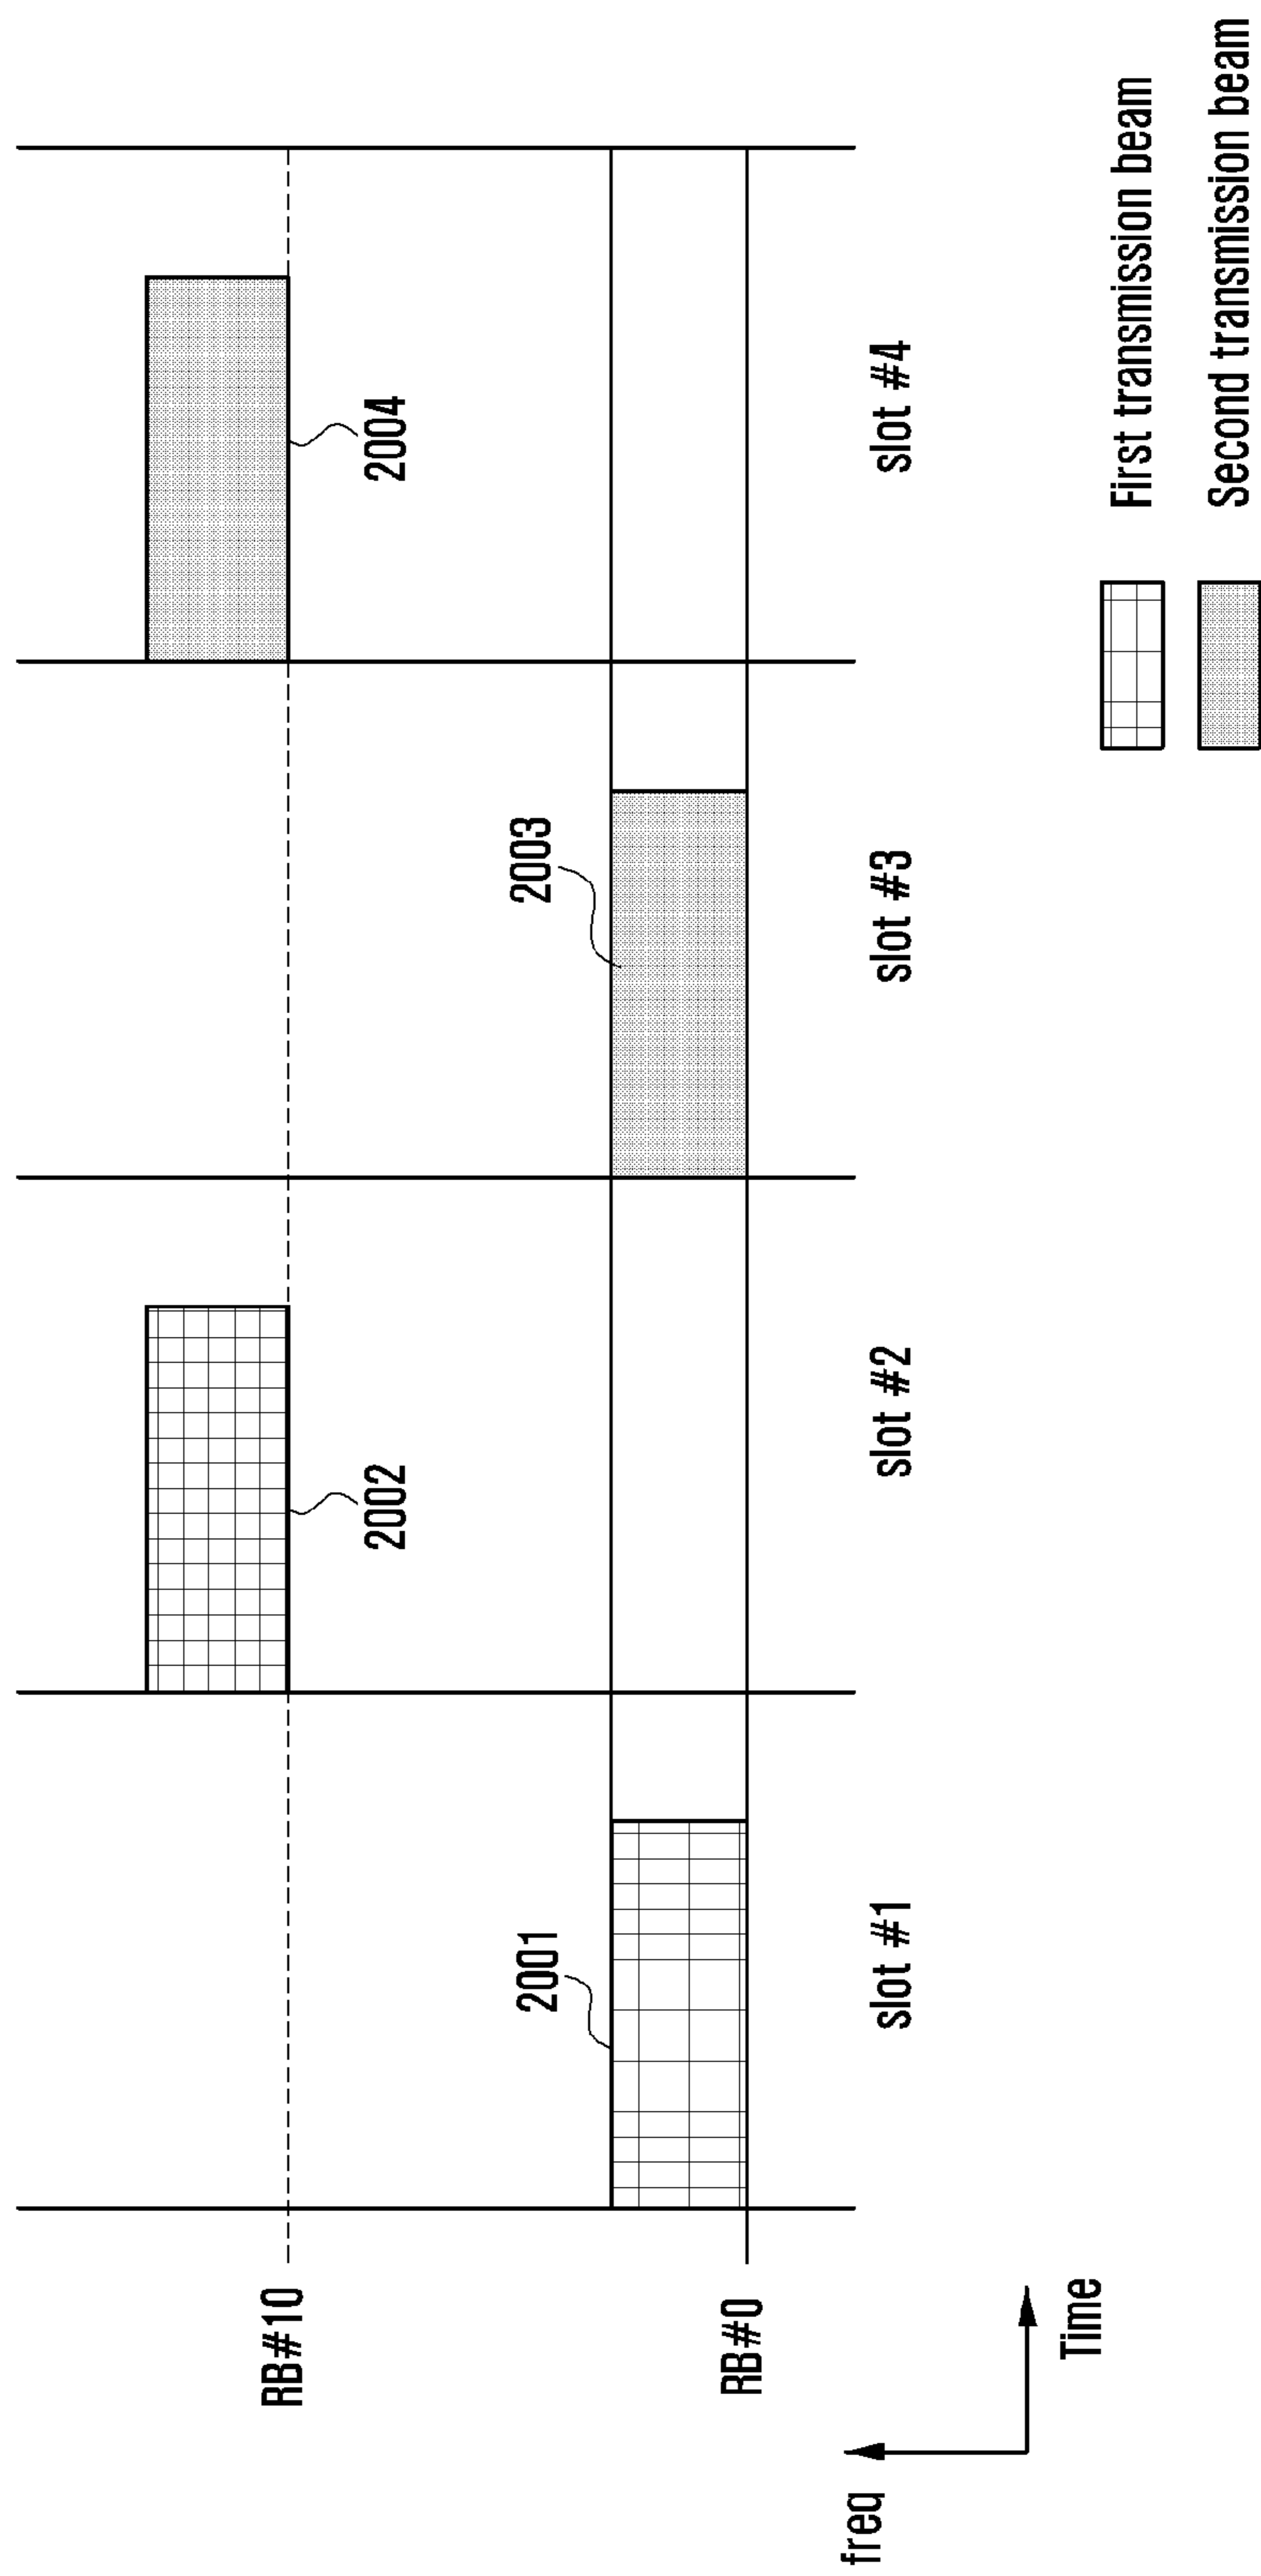 RB#10
2002
2004
2001
2003
RB#0
slot #1
slot #2
slot #3
slot #4
freq
Time
First transmission beam
Second transmission beam